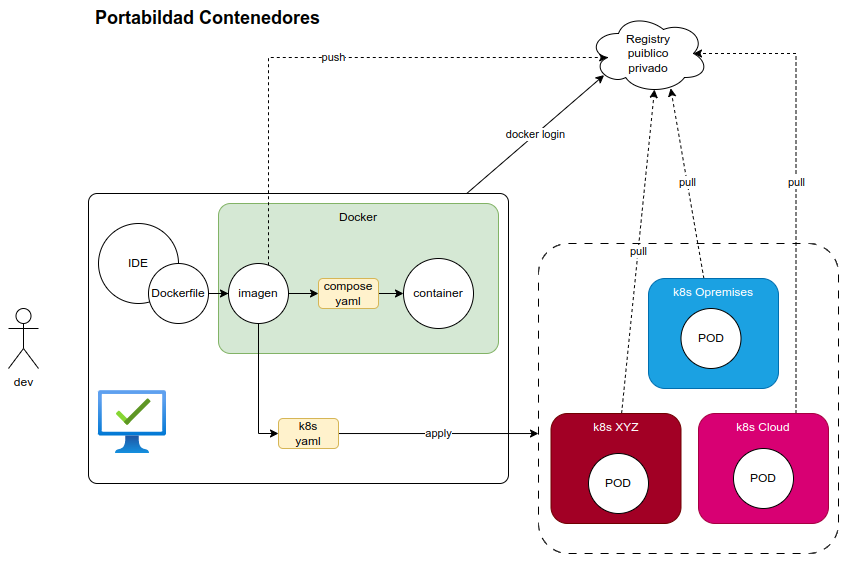 Portabildad Contenedores
Registry
puiblico
privado
push
docker login
pull
pull
pull
Docker
IDE
Dockerfile
imagen
compose
yaml
container
k8s Opremises
POD
dev
k8s
yaml
apply
k8s XYZ
POD
k8s Cloud
POD